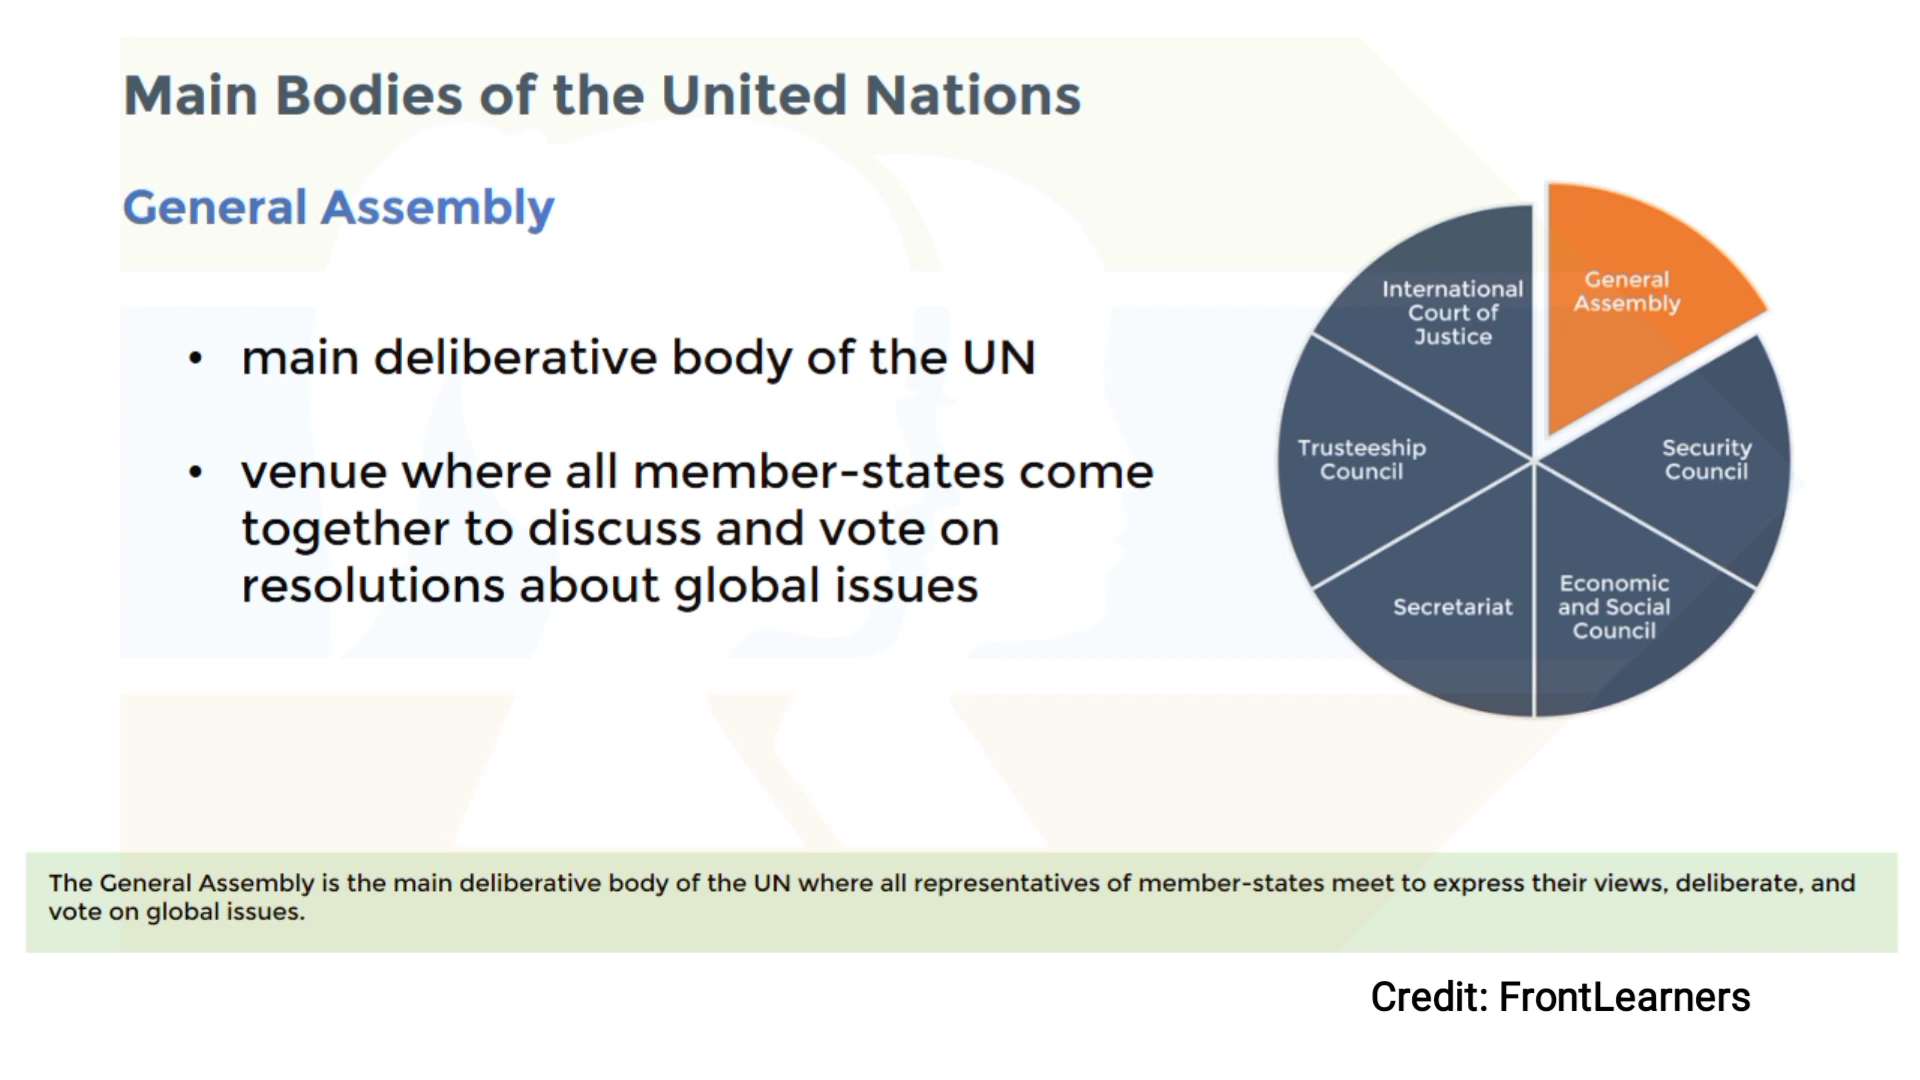 Main Bodies of the United Nations
General Assembly
• main deliberative body of the UN
• venue where all member-states come
together to discuss and vote on
resolutions about global issues
General
Assembly
Security
Council
Economic
and Social
Council
Secretariat
Trusteeship
Council
International
Court of
Justice
The General Assembly is the main deliberative body of the UN where all representatives of member-states meet to express their views, deliberate, and
vote on global issues.
Credit: FrontLearners